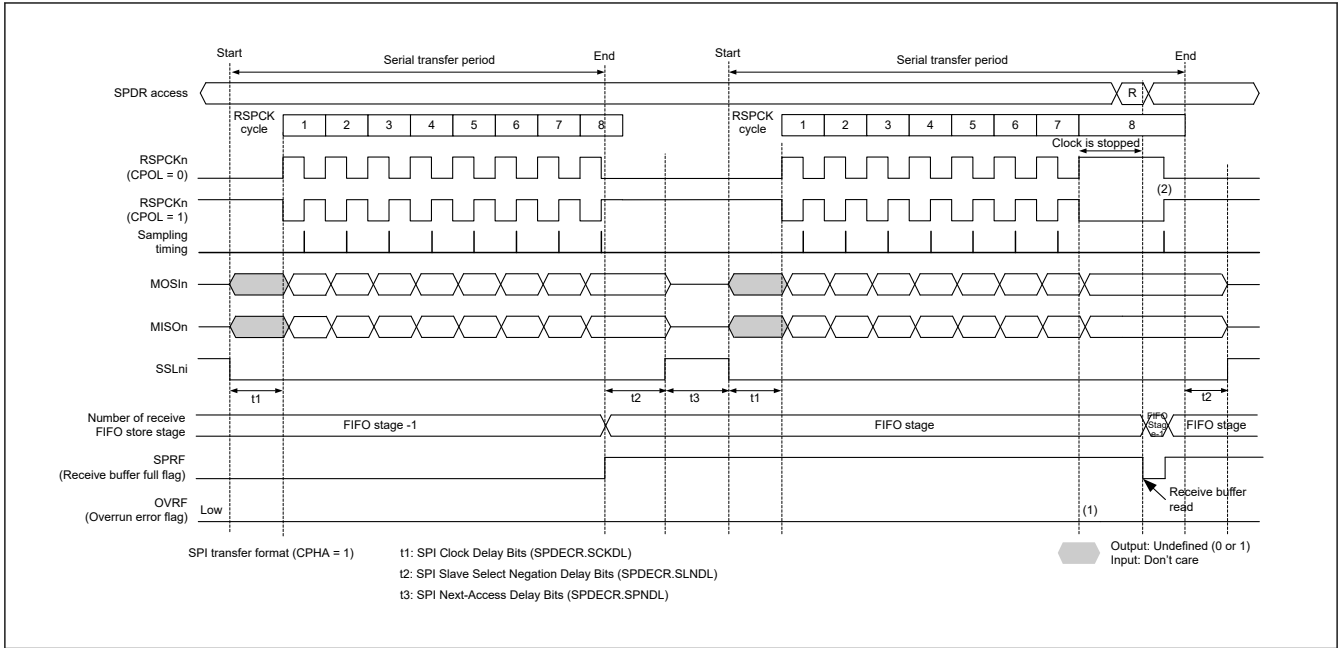 Start
Serial transfer period
End
Start
Serial transfer period
End
SPDR access
R
RSPCK
cycle
1 2 3 4 5 6 7 8
RSPCK
cycle
1 2 3 4 5 6 7 8
Clock is stopped
RSPCKn
(CPOL = 0)
(2)
RSPCKn
(CPOL = 1)
Sampling
timing
MOSIn
MISOn
SSLni
t1
t2
t3
t1
t2
Number of receive
FIFO store stage
FIFO stage -1
FIFO stage
FIFO
Stag
e-1
FIFO stage
SPRF
(Receive buffer full flag)
Receive buffer
read
OVRF
(Overrun error flag)
Low
(1)
SPI transfer format (CPHA = 1)
t1: SPI Clock Delay Bits (SPDECR.SCKDL)
t2: SPI Slave Select Negation Delay Bits (SPDECR.SLNDL)
t3: SPI Next-Access Delay Bits (SPDECR.SPNDL)
Output: Undefined (0 or 1)
Input: Don't care